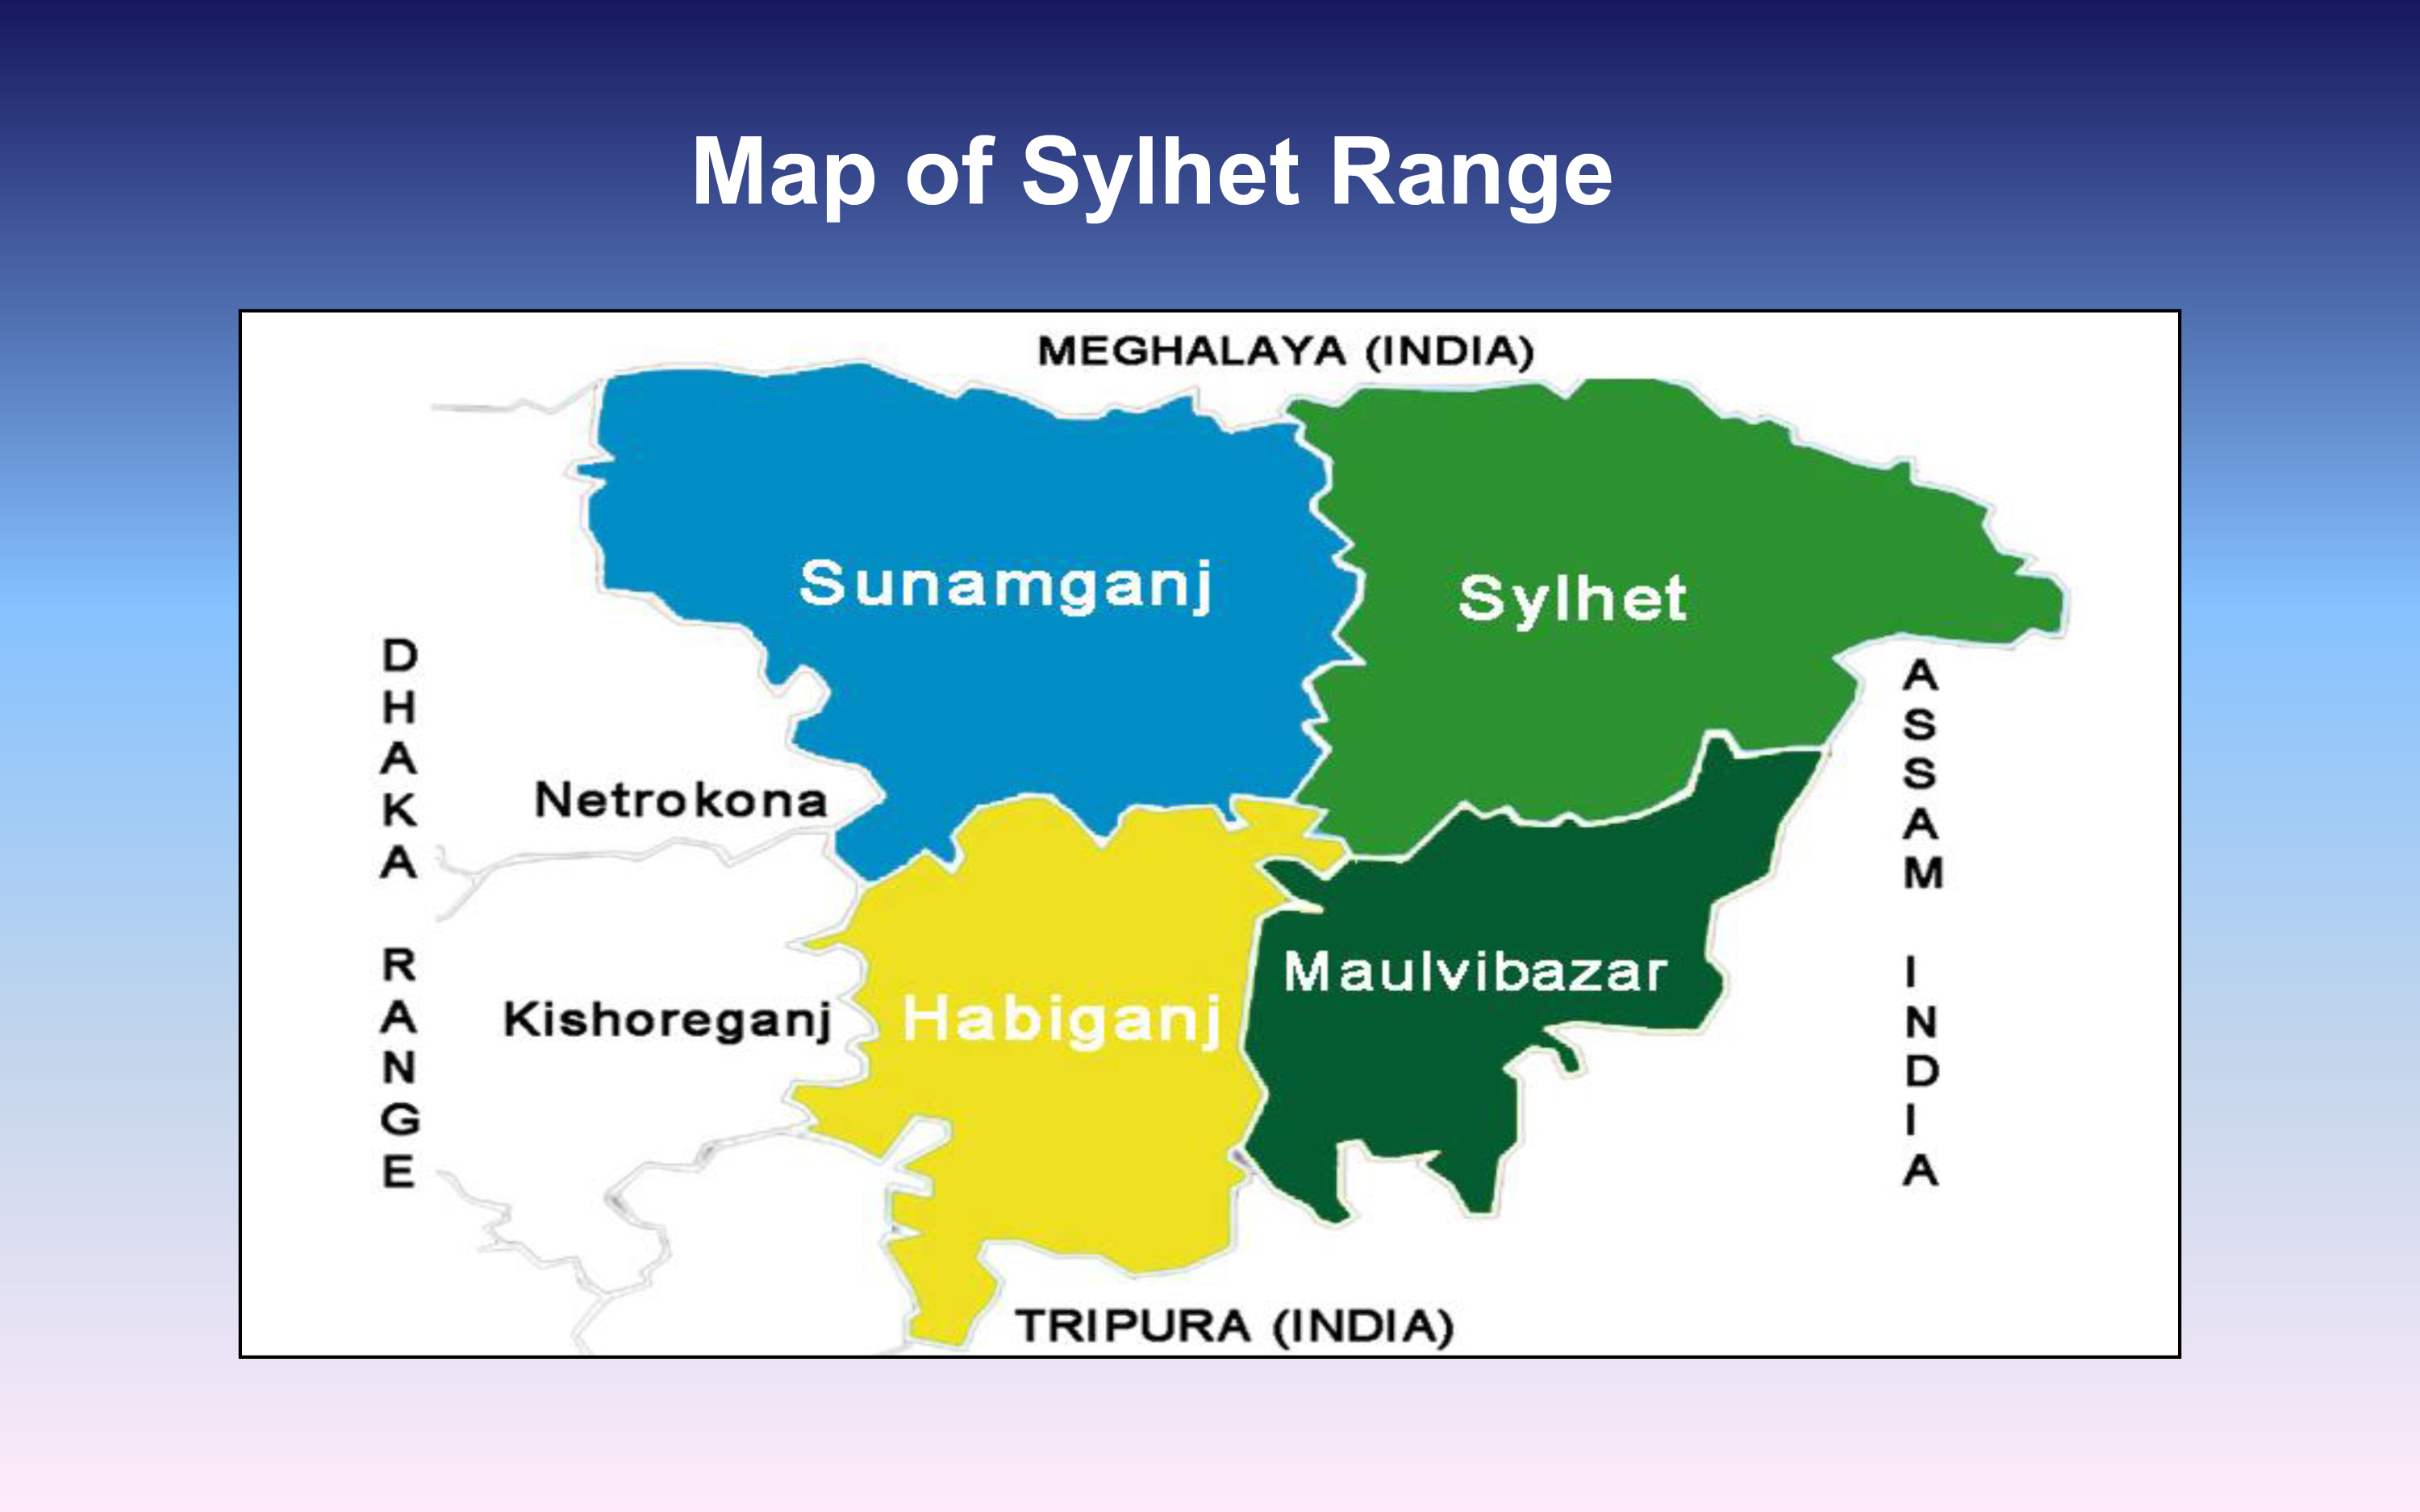 Map of Sylhet Range
MEGHALAYA (INDIA)
Sunamganj
Sylhet
DHAKA RANGE
ASSAM INDIA
Netrokona
Maulvibazar
Kishoreganj
Habiganj
TRIPURA (INDIA)